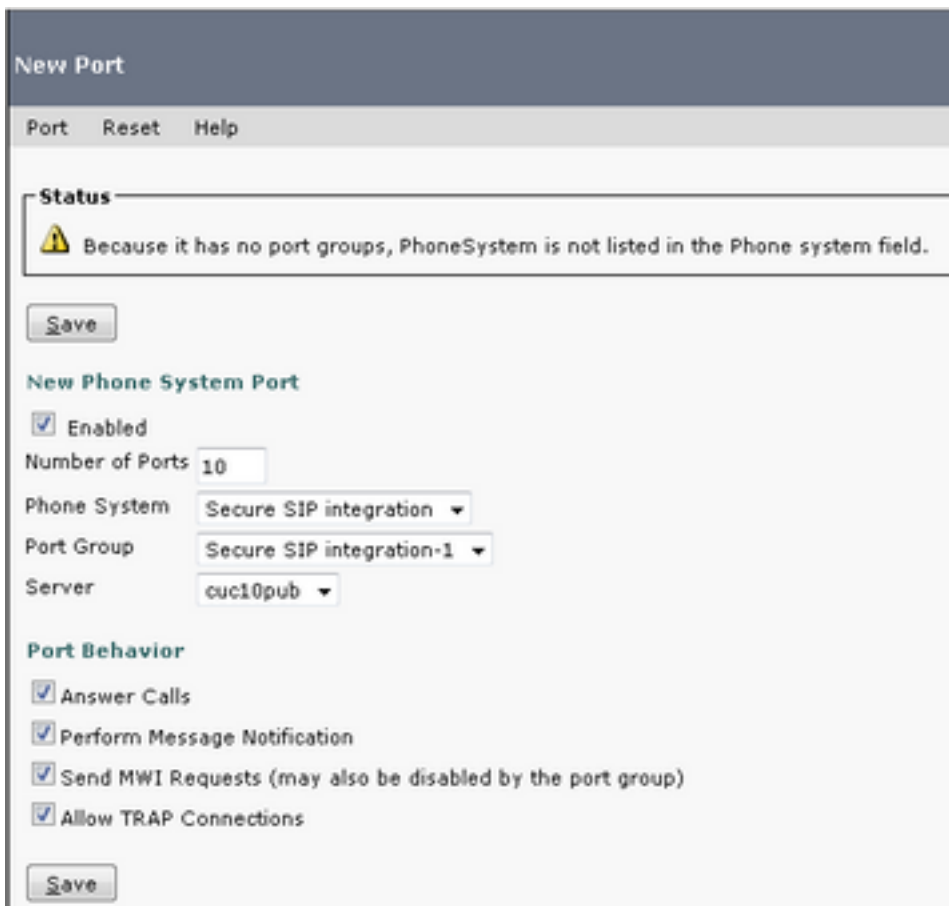 New Port
Port Reset Help
Status
Because it has no port groups, PhoneSystem is not listed in the Phone system field.
Save
New Phone System Port
Enabled
Number of Ports 10
Phone System Secure SIP integration
Port Group Secure SIP integration-1
Server cuc10pub
Port Behavior
Answer Calls
Perform Message Notification
Send MWI Requests (may also be disabled by the port group)
Allow TRAP Connections
Save